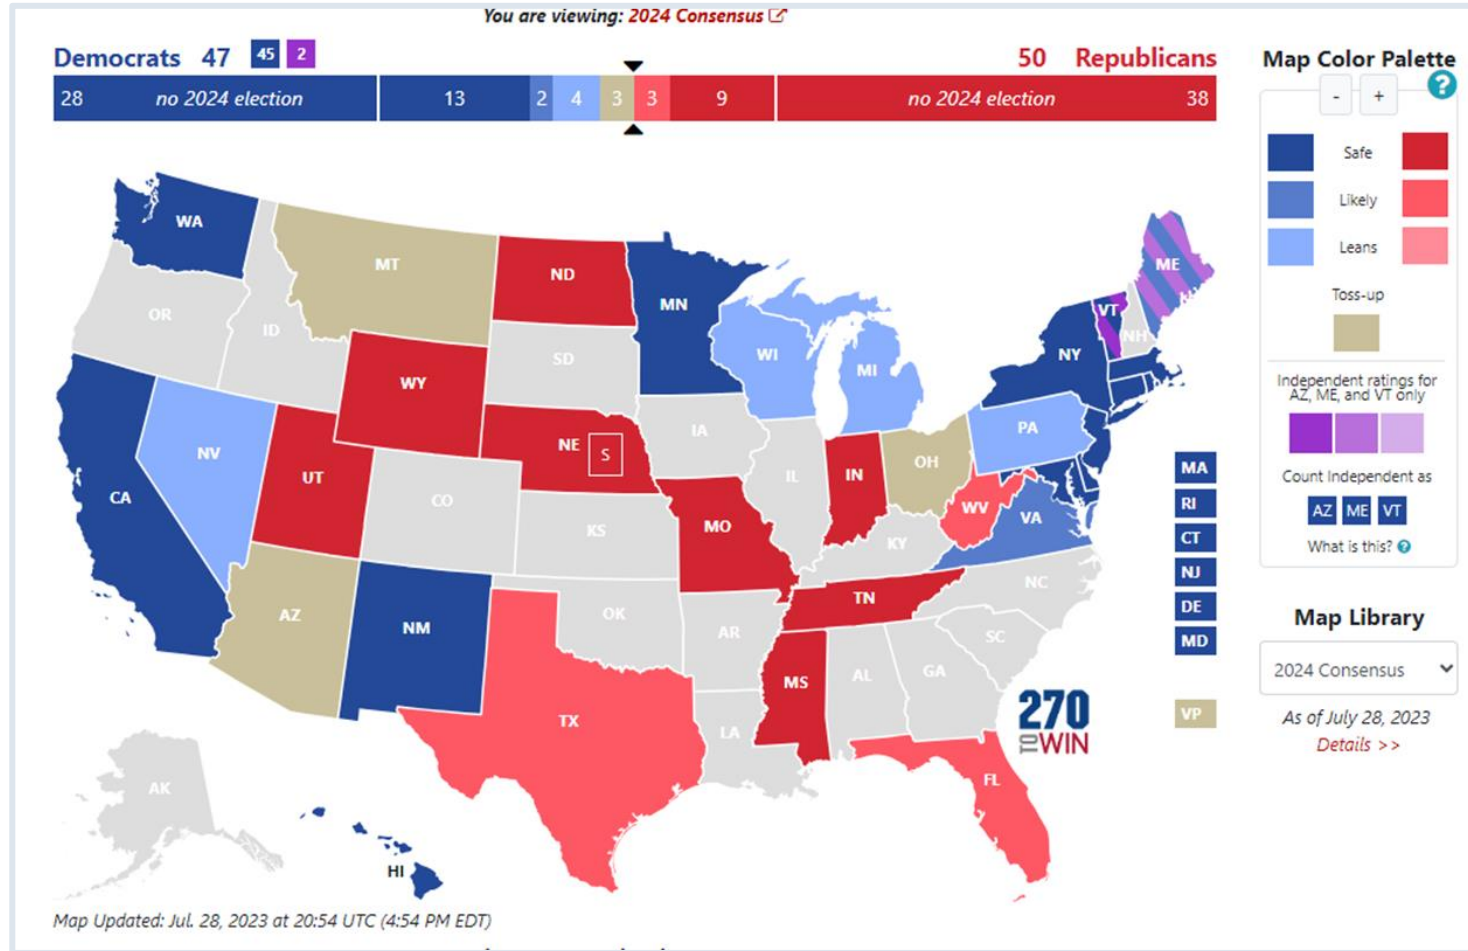 You are viewing: 2024 Consensus
Democrats 47 45 2
50 Republicans
28 no 2024 election 13 2 4 3 3 9 no 2024 election 38
WA
MT
ND
MN
OR
ID
SD
WY
WI
MI
NY
VT
NH
ME
NV
UT
NE
S
IA
PA
CA
CO
IL
IN
OH
KS
MO
WV
VA
KY
AZ
NM
OK
AR
TN
NC
SC
TX
LA
MS
AL
GA
FL
AK
HI
MA
RI
CT
NJ
DE
MD
VP
270
TO WIN
Map Updated: Jul. 28, 2023 at 20:54 UTC (4:54 PM EDT)
Map Color Palette
- + ?
Safe
Likely
Leans
Toss-up
Independent ratings for
AZ, ME, and VT only
Count Independent as
AZ ME VT
What is this? ?
Map Library
2024 Consensus
As of July 28, 2023
Details >>